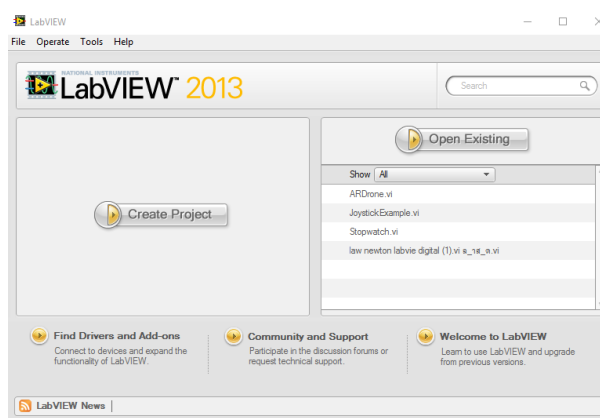 LabVIEW
File Operate Tools Help
NATIONAL INSTRUMENTS
LabVIEW™ 2013
Search
Create Project
Open Existing
Show All
ARDrone.vi
JoystickExample.vi
Stopwatch.vi
law newton labvie digital (1).vi
Find Drivers and Add-ons
Connect to devices and expand the
functionality of LabVIEW.
Community and Support
Participate in the discussion forums or
request technical support.
Welcome to LabVIEW
Learn to use LabVIEW and upgrade
from previous versions.
LabVIEW News